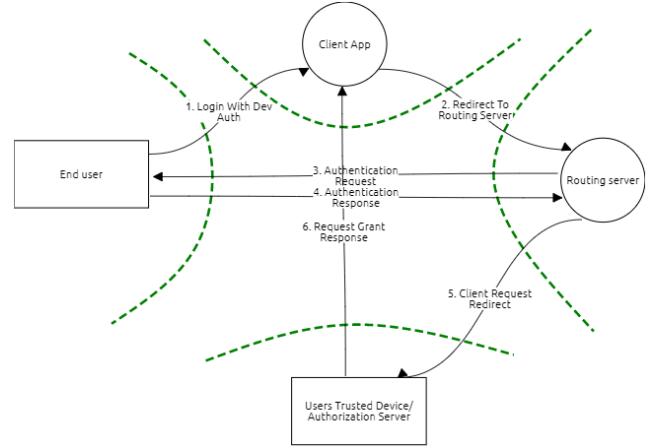 Client App
1. Login With Dev
Auth
2. Redirect To
Routing Server
End user
3. Authentication
Request
4. Authentication
Response
Routing server
6. Request Grant
Response
5. Client Request
Redirect
Users Trusted Device/
Authorization Server